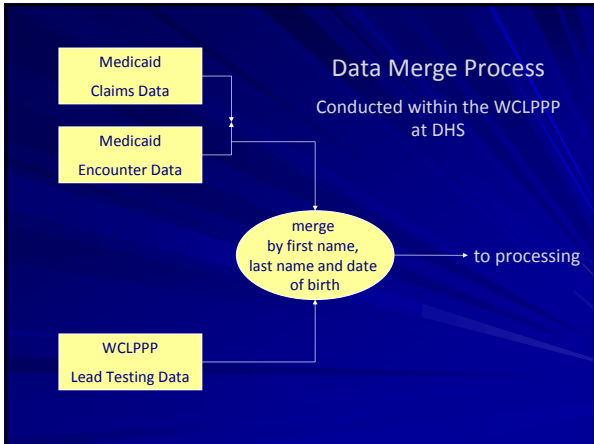 Data Merge Process
Conducted within the WCLPPP
at DHS
Medicaid
Claims Data
Medicaid
Encounter Data
merge
by first name,
last name and date
of birth
to processing
WCLPPP
Lead Testing Data